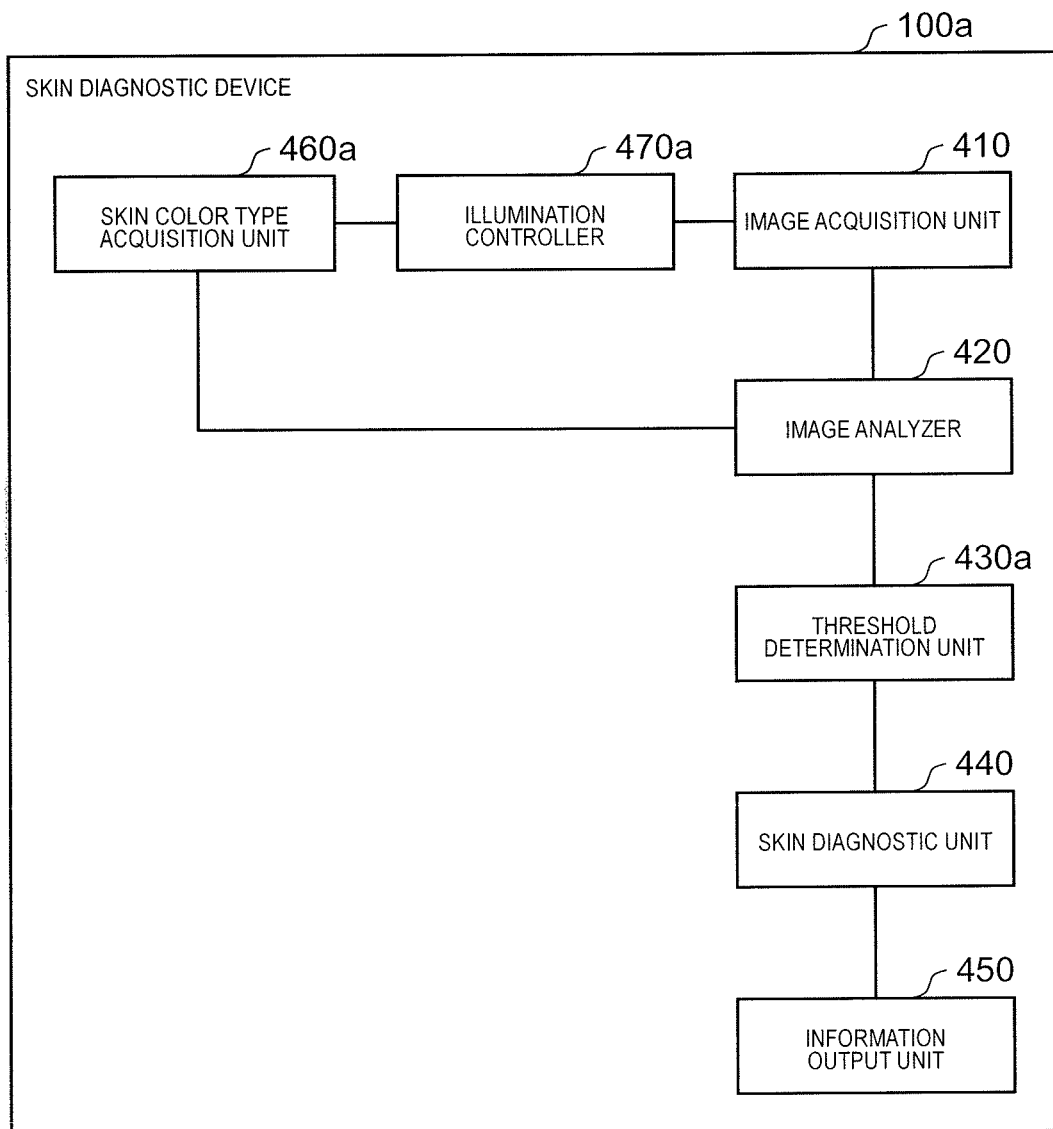 100a
SKIN DIAGNOSTIC DEVICE
460a
470a
410
SKIN COLOR TYPE
ACQUISITION UNIT
ILLUMINATION
CONTROLLER
IMAGE ACQUISITION UNIT
420
IMAGE ANALYZER
430a
THRESHOLD
DETERMINATION UNIT
440
SKIN DIAGNOSTIC UNIT
450
INFORMATION
OUTPUT UNIT